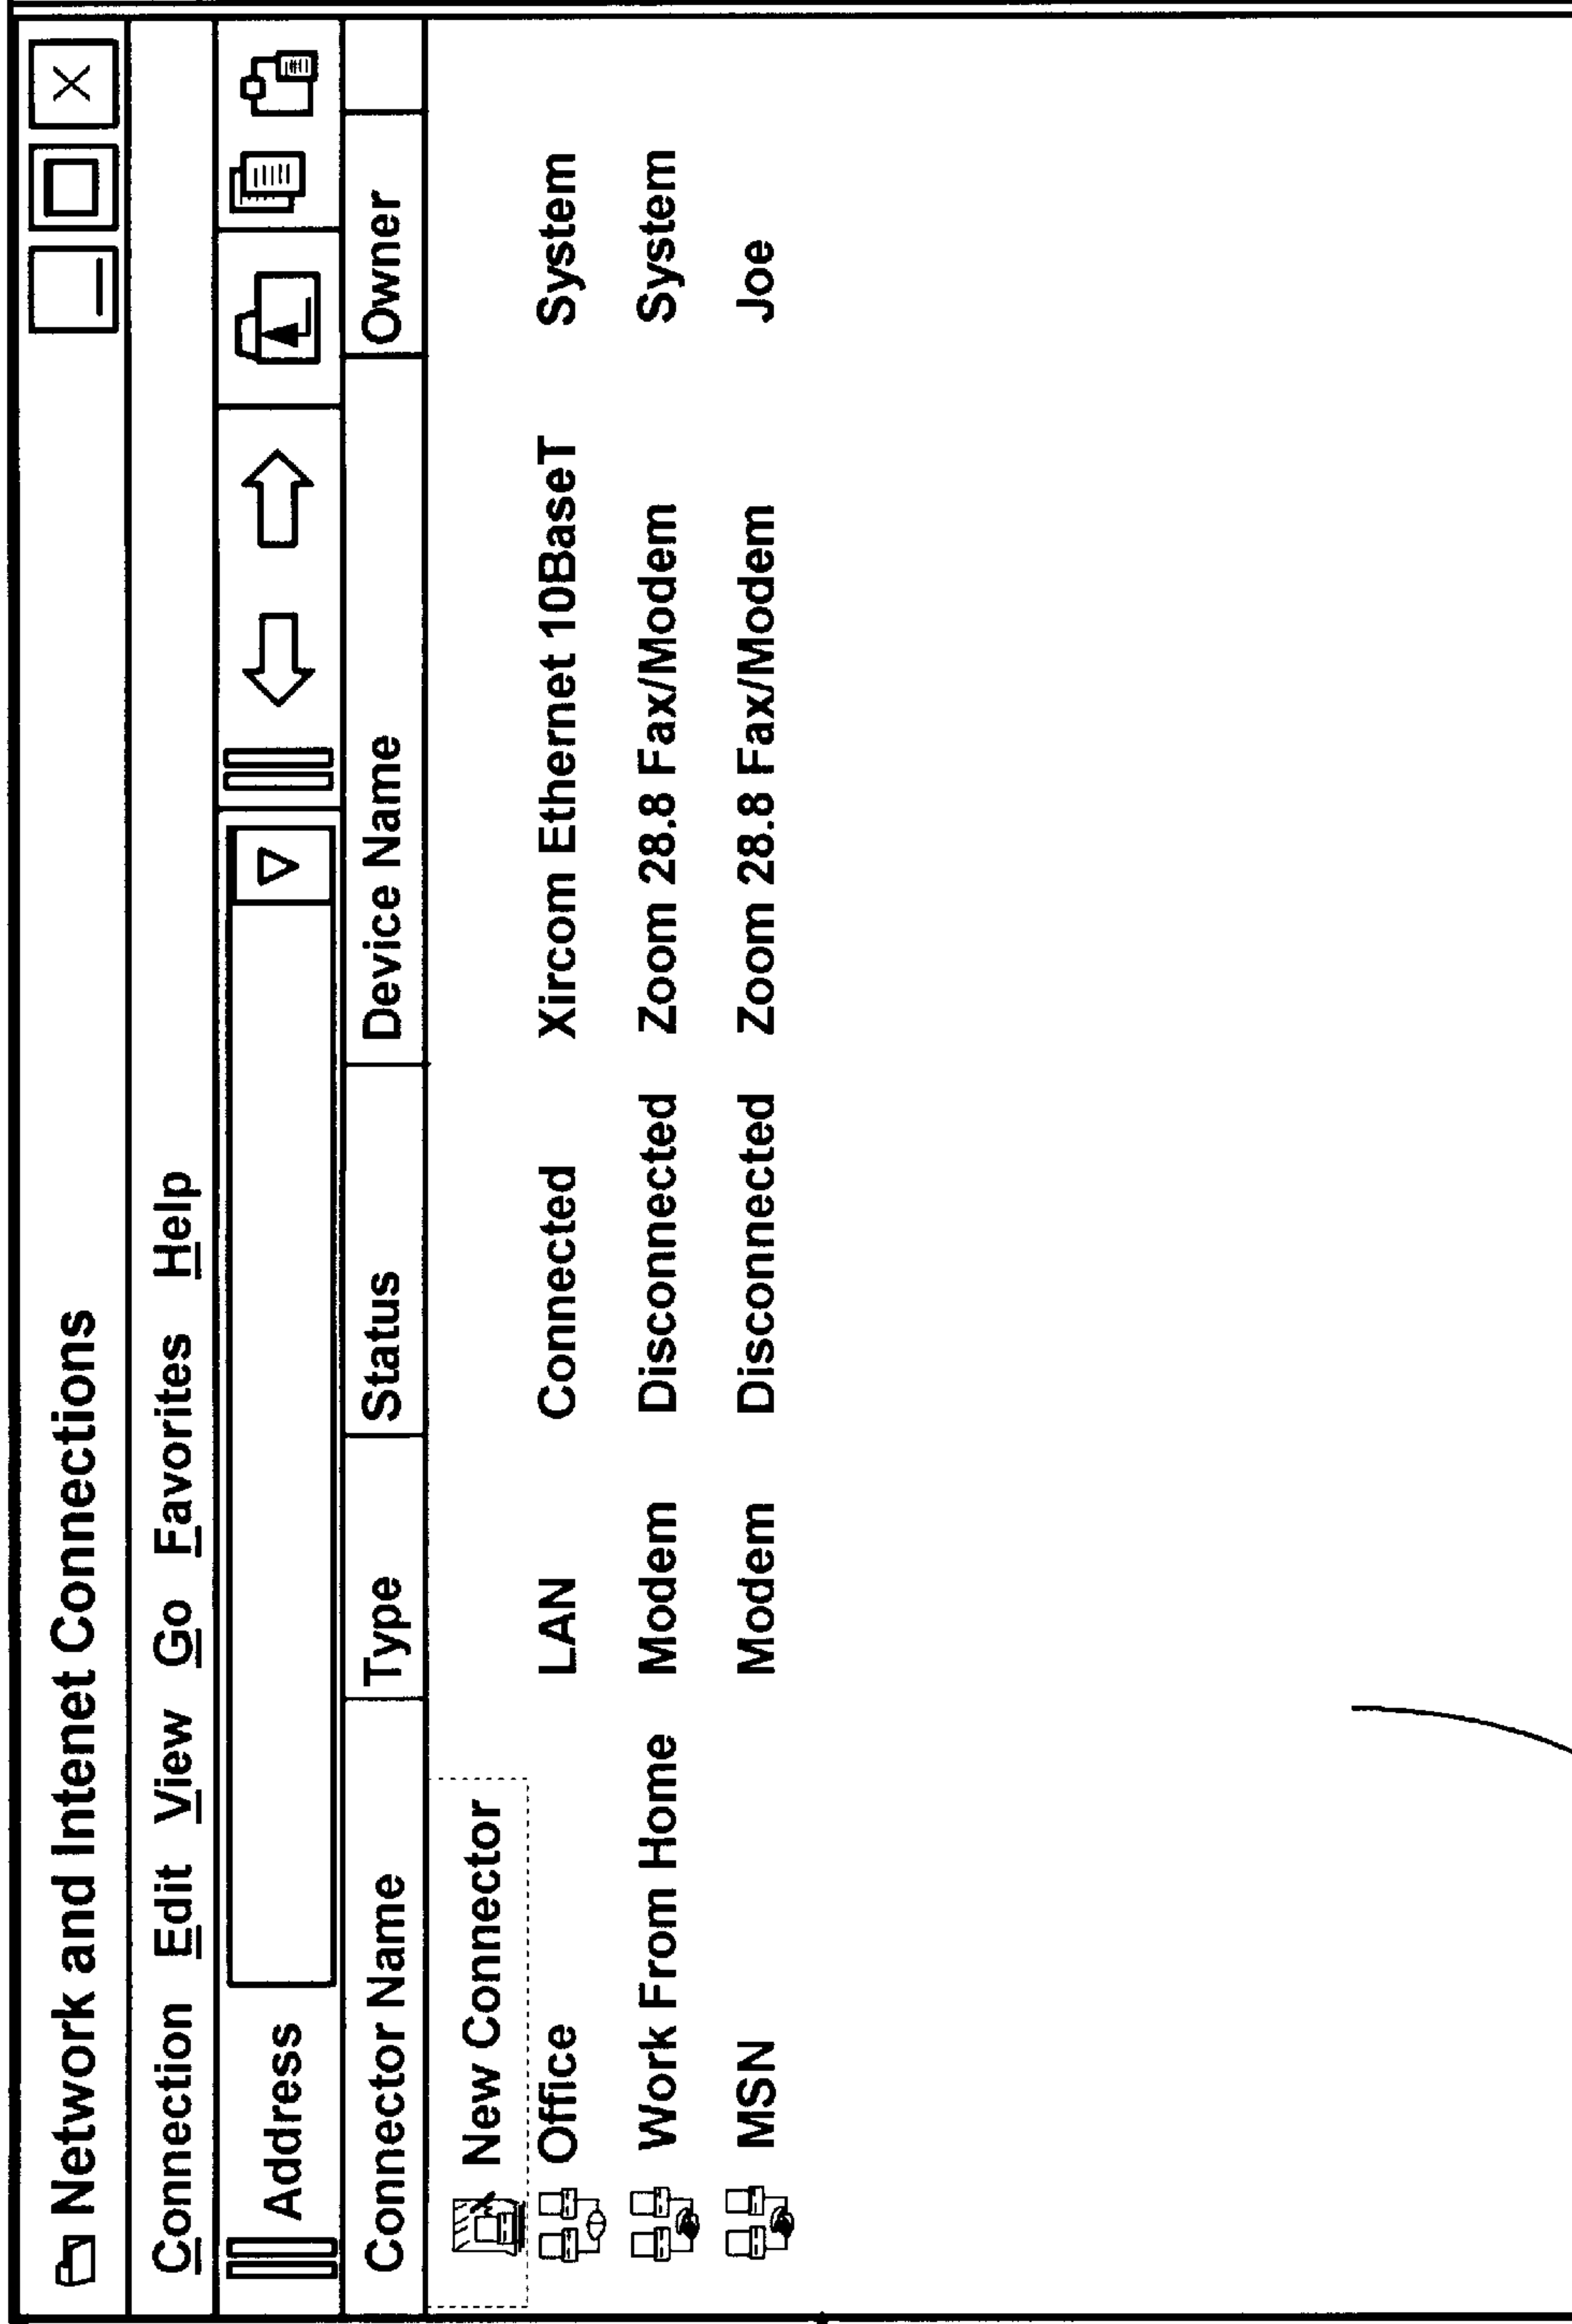 Network and Intenet Connections
Connection Edit View Go Favorites Help
Address
Connector Name Type Status Device Name Owner
New Connector
Office LAN Connected Xircom Ethernet 10BaseT System
Work From Home Modem Disconnected Zoom 28.8 Fax/Modem System
MSN Modem Disconnected Zoom 28.8 Fax/Modem Joe